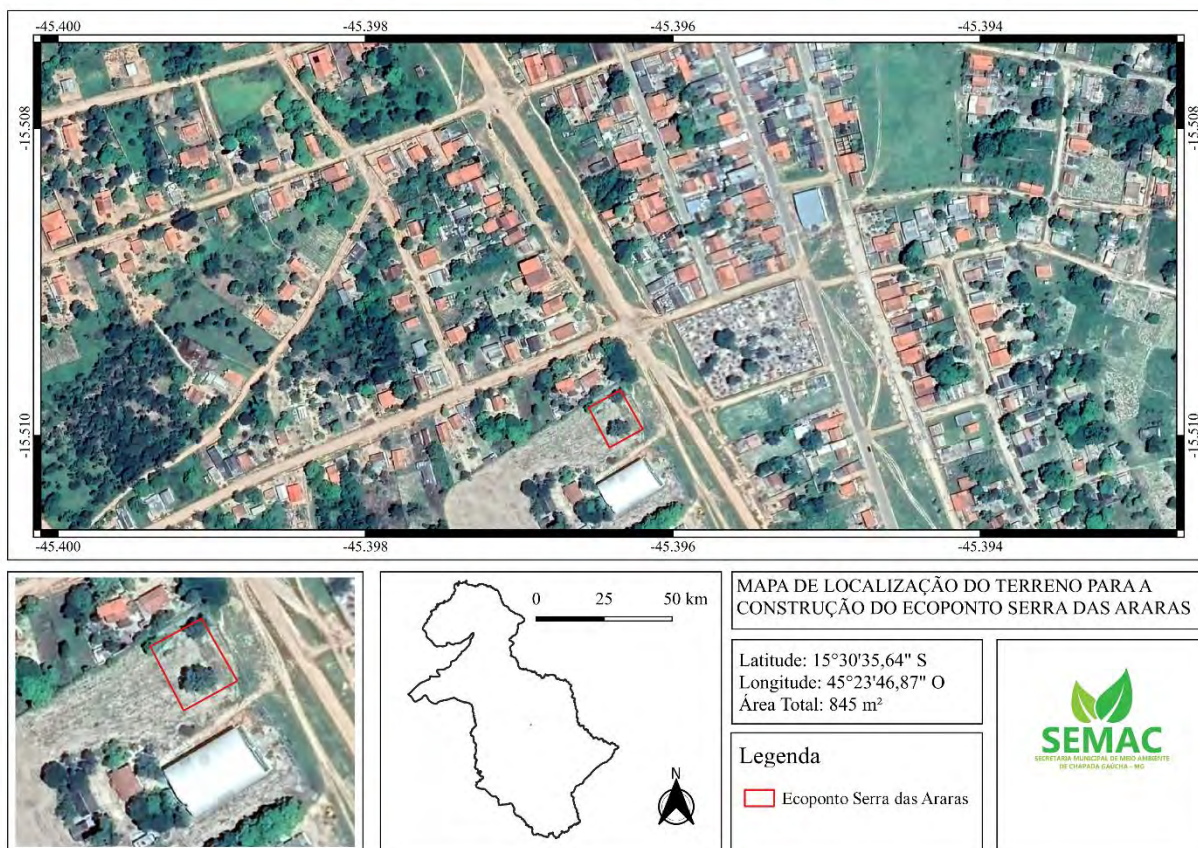 -45.400 -45.398 -45.396 -45.394
-15.508 -15.508
-15.510 -15.510
-45.400 -45.398 -45.396 -45.394
0 25 50 km
N
MAPA DE LOCALIZAÇÃO DO TERRENO PARA A
CONSTRUÇÃO DO ECOPONTO SERRA DAS ARARAS
Latitude: 15°30'35,64" S
Longitude: 45°23'46,87" O
Área Total: 845 m²
Legenda
Ecoponto Serra das Araras
SEMAC
SECRETARIA MUNICIPAL DE MEIO AMBIENTE
DE CHAPADA GAÚCHA - MG